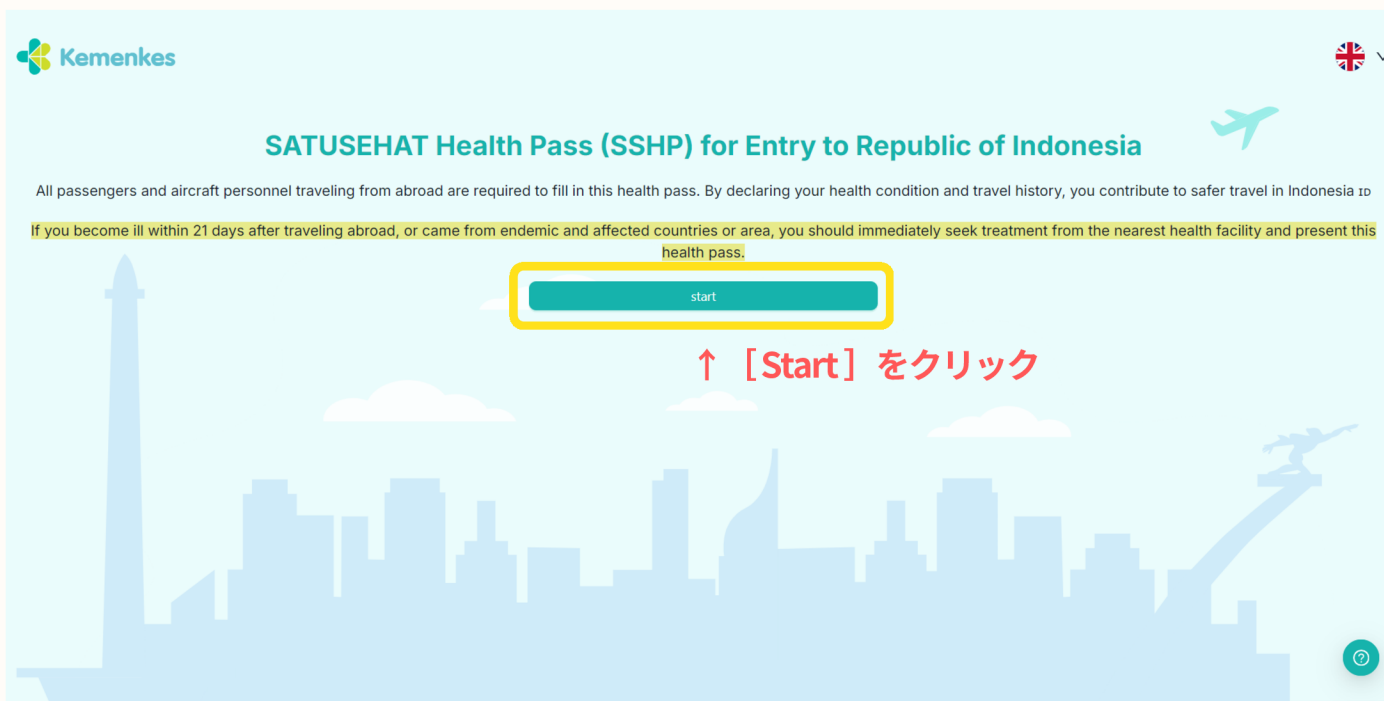 Kemenkes
SATUSEHAT Health Pass (SSHP) for Entry to Republic of Indonesia
All passengers and aircraft personnel traveling from abroad are required to fill in this health pass. By declaring your health condition and travel history, you contribute to safer travel in Indonesia ID
If you become ill within 21 days after traveling abroad, or came from endemic and affected countries or area, you should immediately seek treatment from the nearest health facility and present this
health pass.
start
↑ [Start] をクリック